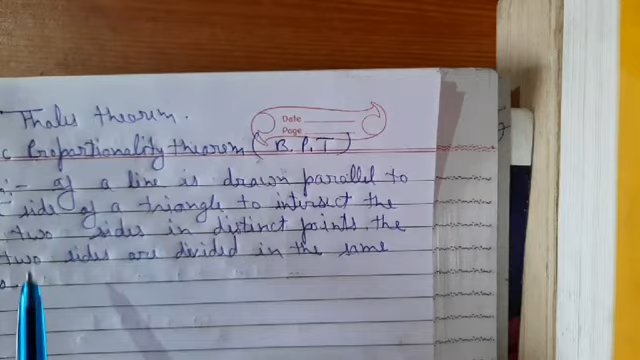 Thales theorem.
Date
Page
c Proportionality theorem (B.P.T)
:- If a line is drawn parallel to
side of a triangle to intersect the
two sides in distinct points, the
two sides are divided in the same